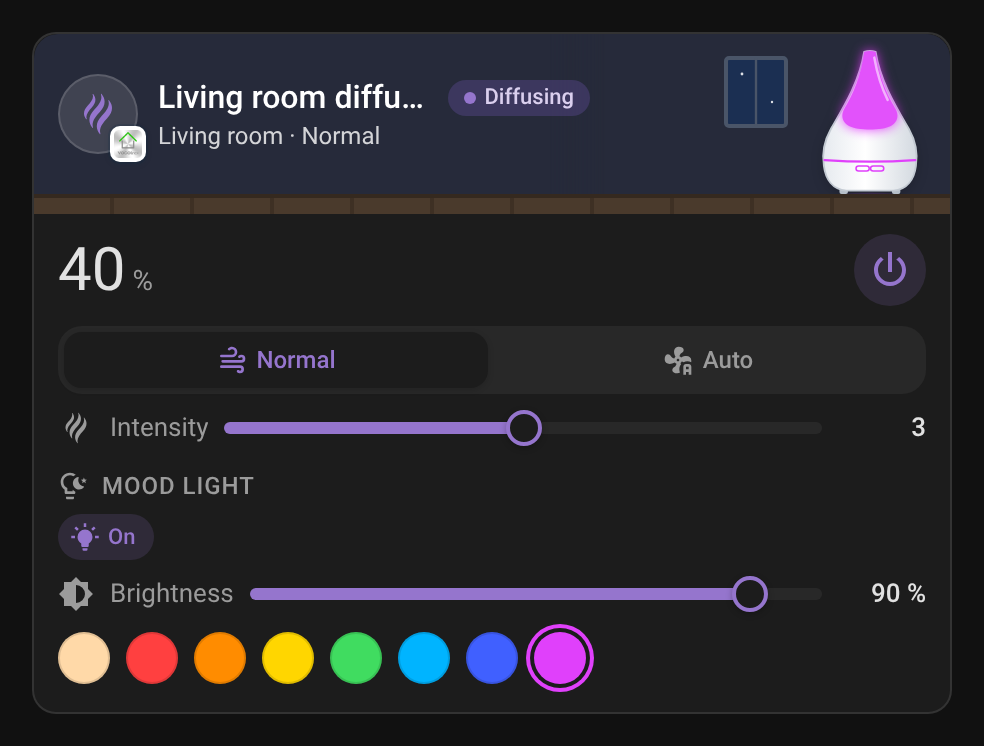 Living room diffu...
Diffusing
Living room · Normal
40 %
Normal
Auto
Intensity
3
MOOD LIGHT
On
Brightness
90 %